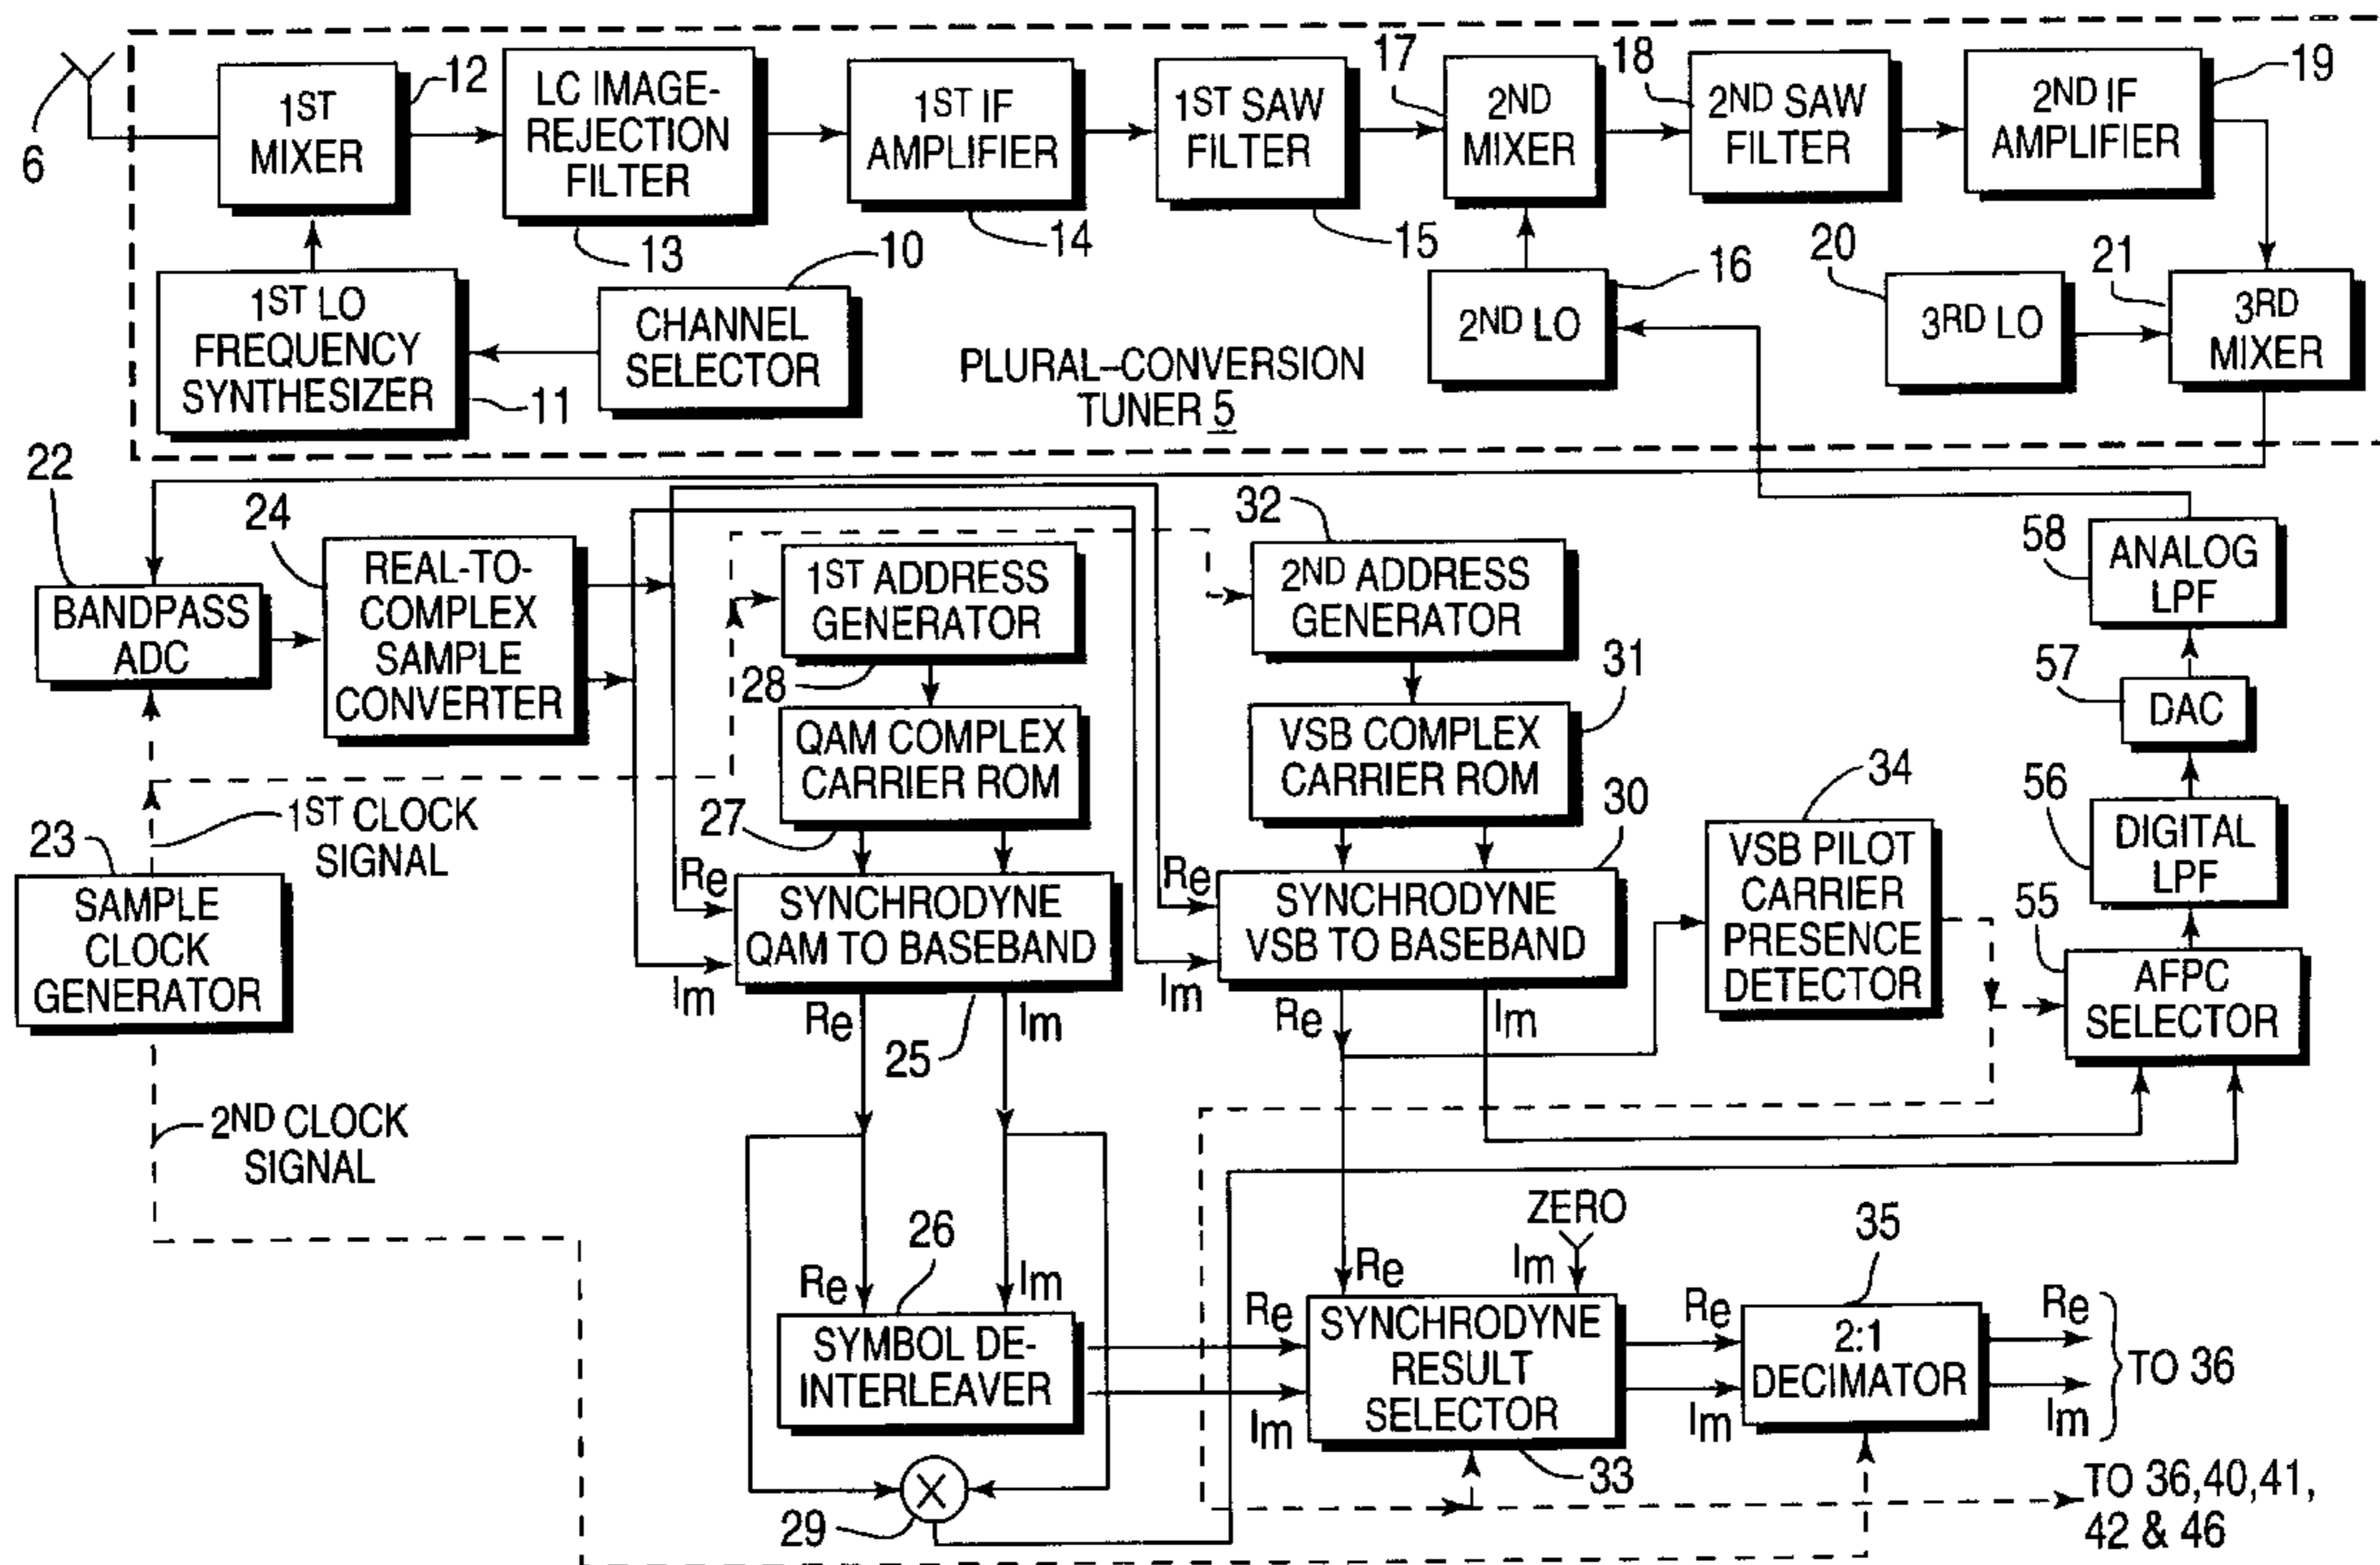 6
1ST
MIXER
12
LC IMAGE-
REJECTION
FILTER
13
1ST IF
AMPLIFIER
14
1ST SAW
FILTER
15
17
2ND
MIXER
18
2ND SAW
FILTER
2ND IF
AMPLIFIER
19
1ST LO
FREQUENCY
SYNTHESIZER
11
10
CHANNEL
SELECTOR
PLURAL–CONVERSION
TUNER 5
2ND LO
16
20
3RD LO
21
3RD
MIXER
22
BANDPASS
ADC
24
REAL-TO-
COMPLEX
SAMPLE
CONVERTER
1ST ADDRESS
GENERATOR
28
32
2ND ADDRESS
GENERATOR
58
ANALOG
LPF
QAM COMPLEX
CARRIER ROM
27
VSB COMPLEX
CARRIER ROM
31
57
DAC
23
1ST CLOCK
SIGNAL
SAMPLE
CLOCK
GENERATOR
Re
Im
SYNCHRODYNE
QAM TO BASEBAND
25
Re
Im
Re
Im
SYNCHRODYNE
VSB TO BASEBAND
30
Re
Im
34
VSB PILOT
CARRIER
PRESENCE
DETECTOR
56
DIGITAL
LPF
55
AFPC
SELECTOR
2ND CLOCK
SIGNAL
26
Re
Im
SYMBOL DE-
INTERLEAVER
29
X
Re
Im
ZERO
Re
Im
SYNCHRODYNE
RESULT
SELECTOR
33
Re
Im
35
2:1
DECIMATOR
Re
Im
TO 36
TO 36,40,41,
42 & 46